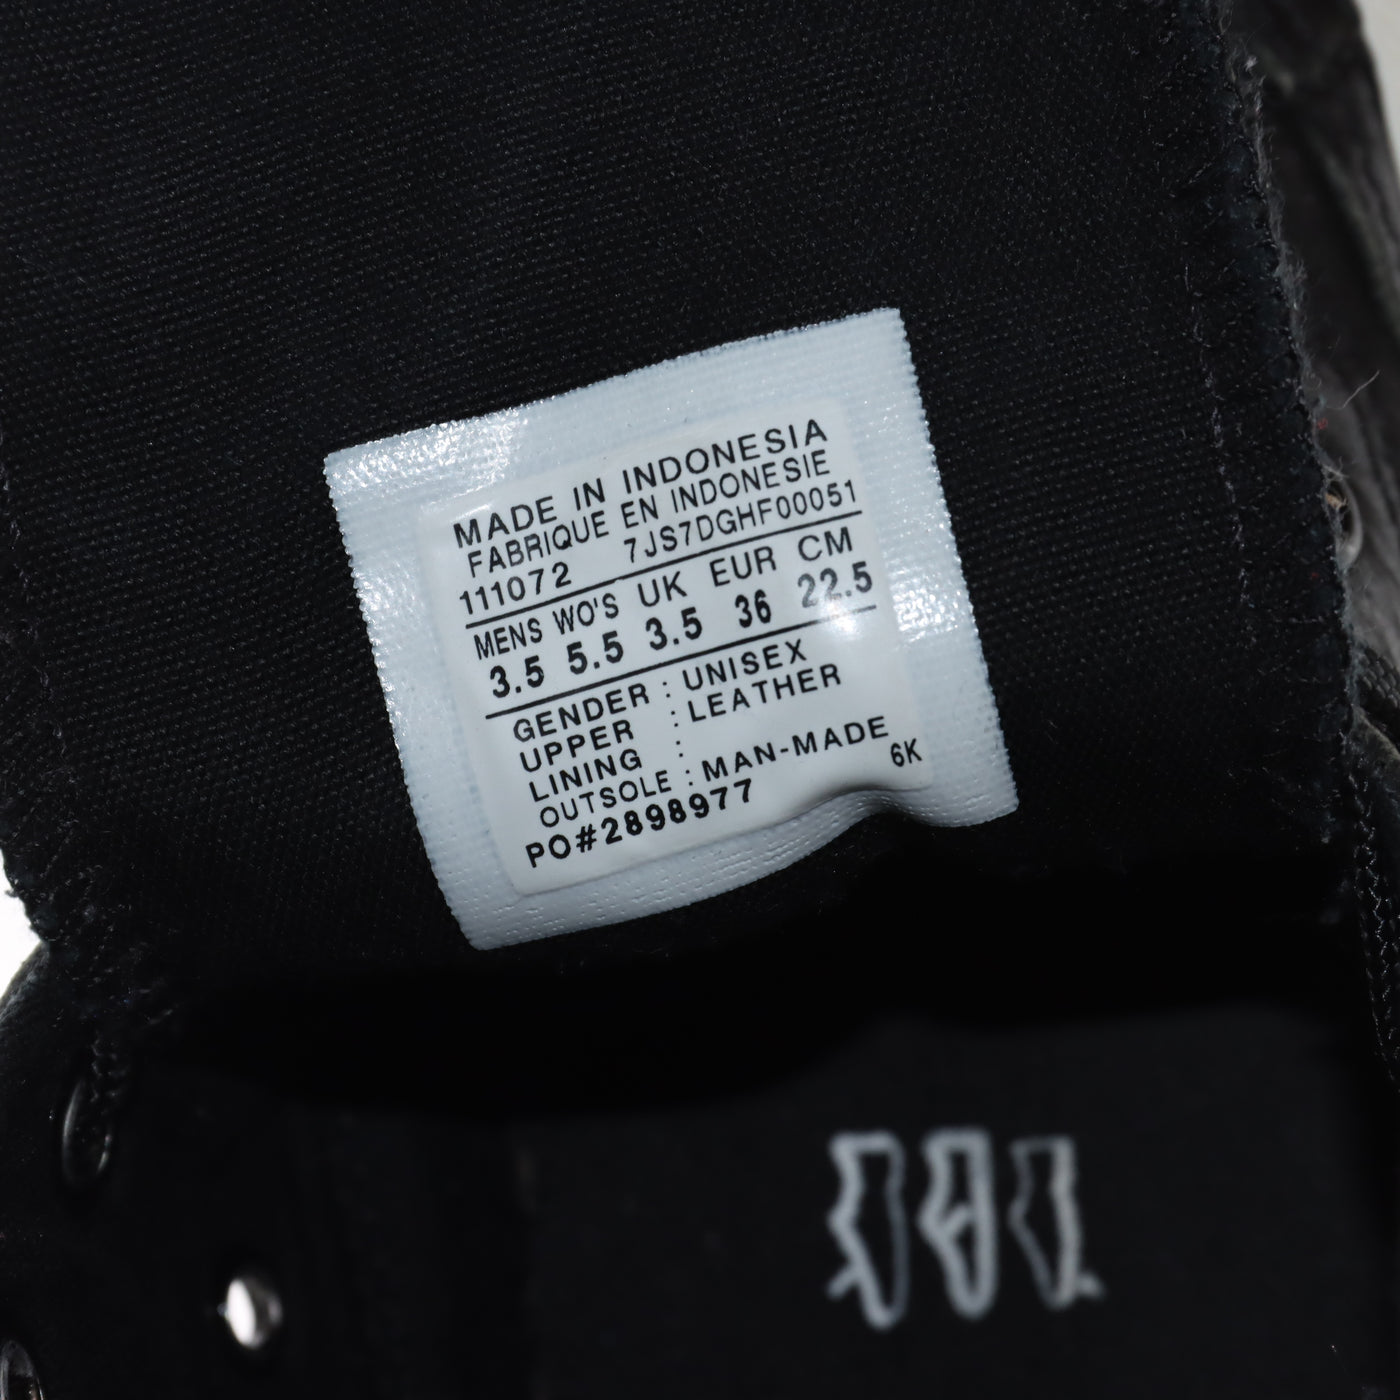 MADE IN INDONESIA
FABRIQUE EN INDONESIE
111072 7JS7DGHF00051
MENS WO'S UK EUR CM
3.5 5.5 3.5 36 22.5
GENDER : UNISEX
UPPER : LEATHER
LINING :
OUTSOLE : MAN-MADE
6K
PO#2898977